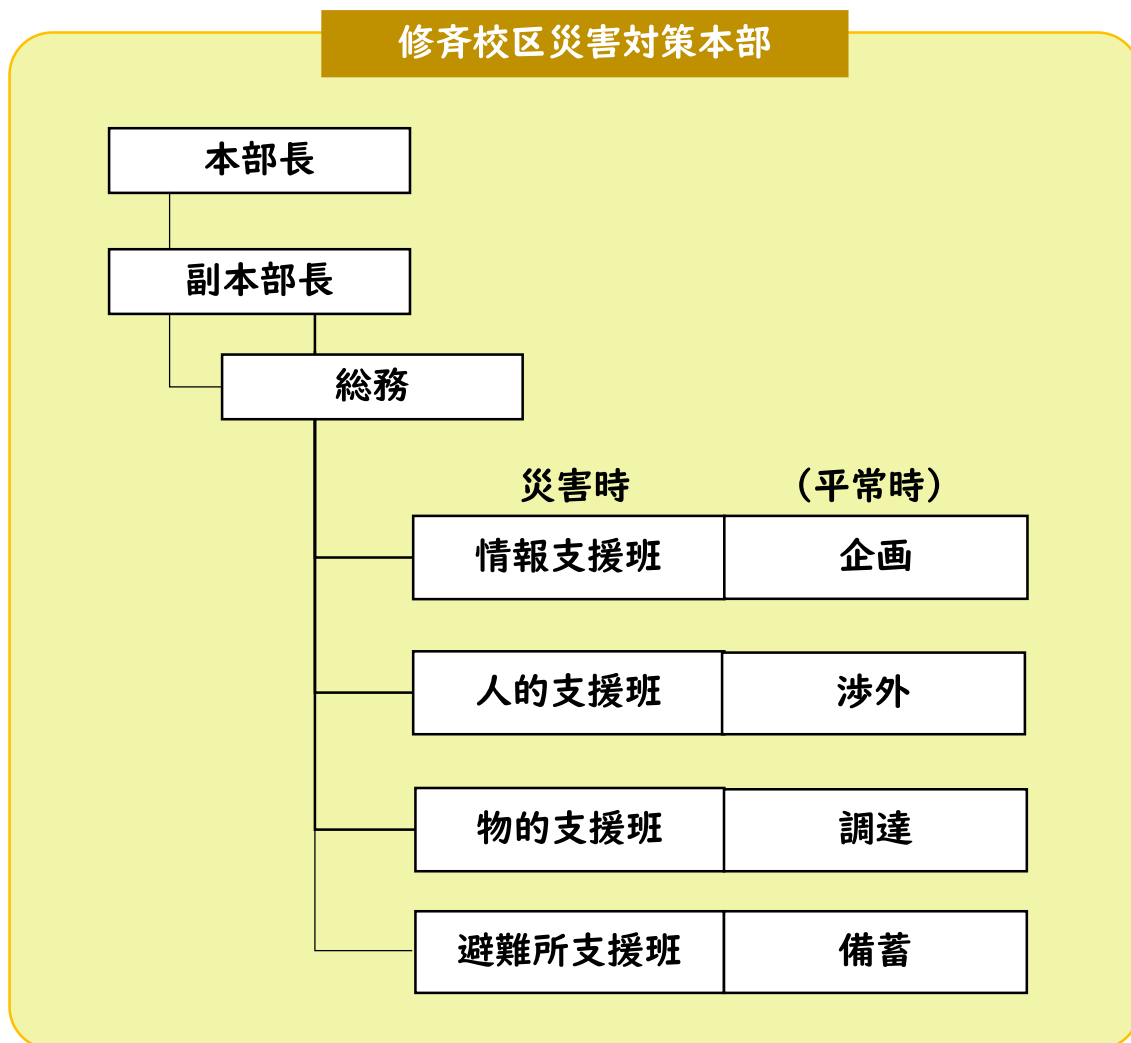 修斉校区災害対策本部
本部長
副本部長
総務
災害時 （平常時）
情報支援班 企画
人的支援班 渉外
物的支援班 調達
避難所支援班 備蓄